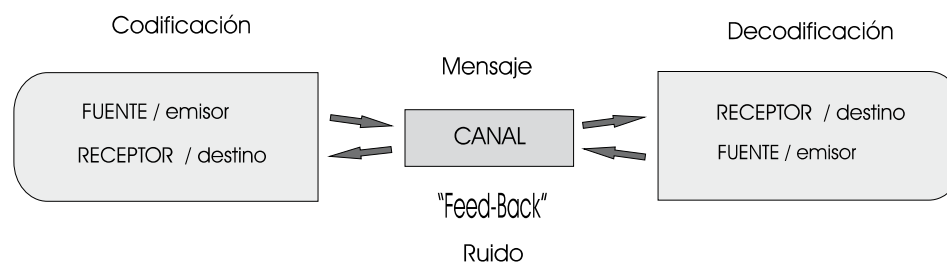 Codificación
Decodificación
Mensaje
FUENTE / emisor
RECEPTOR / destino
CANAL
RECEPTOR / destino
FUENTE / emisor
"Feed-Back"
Ruido